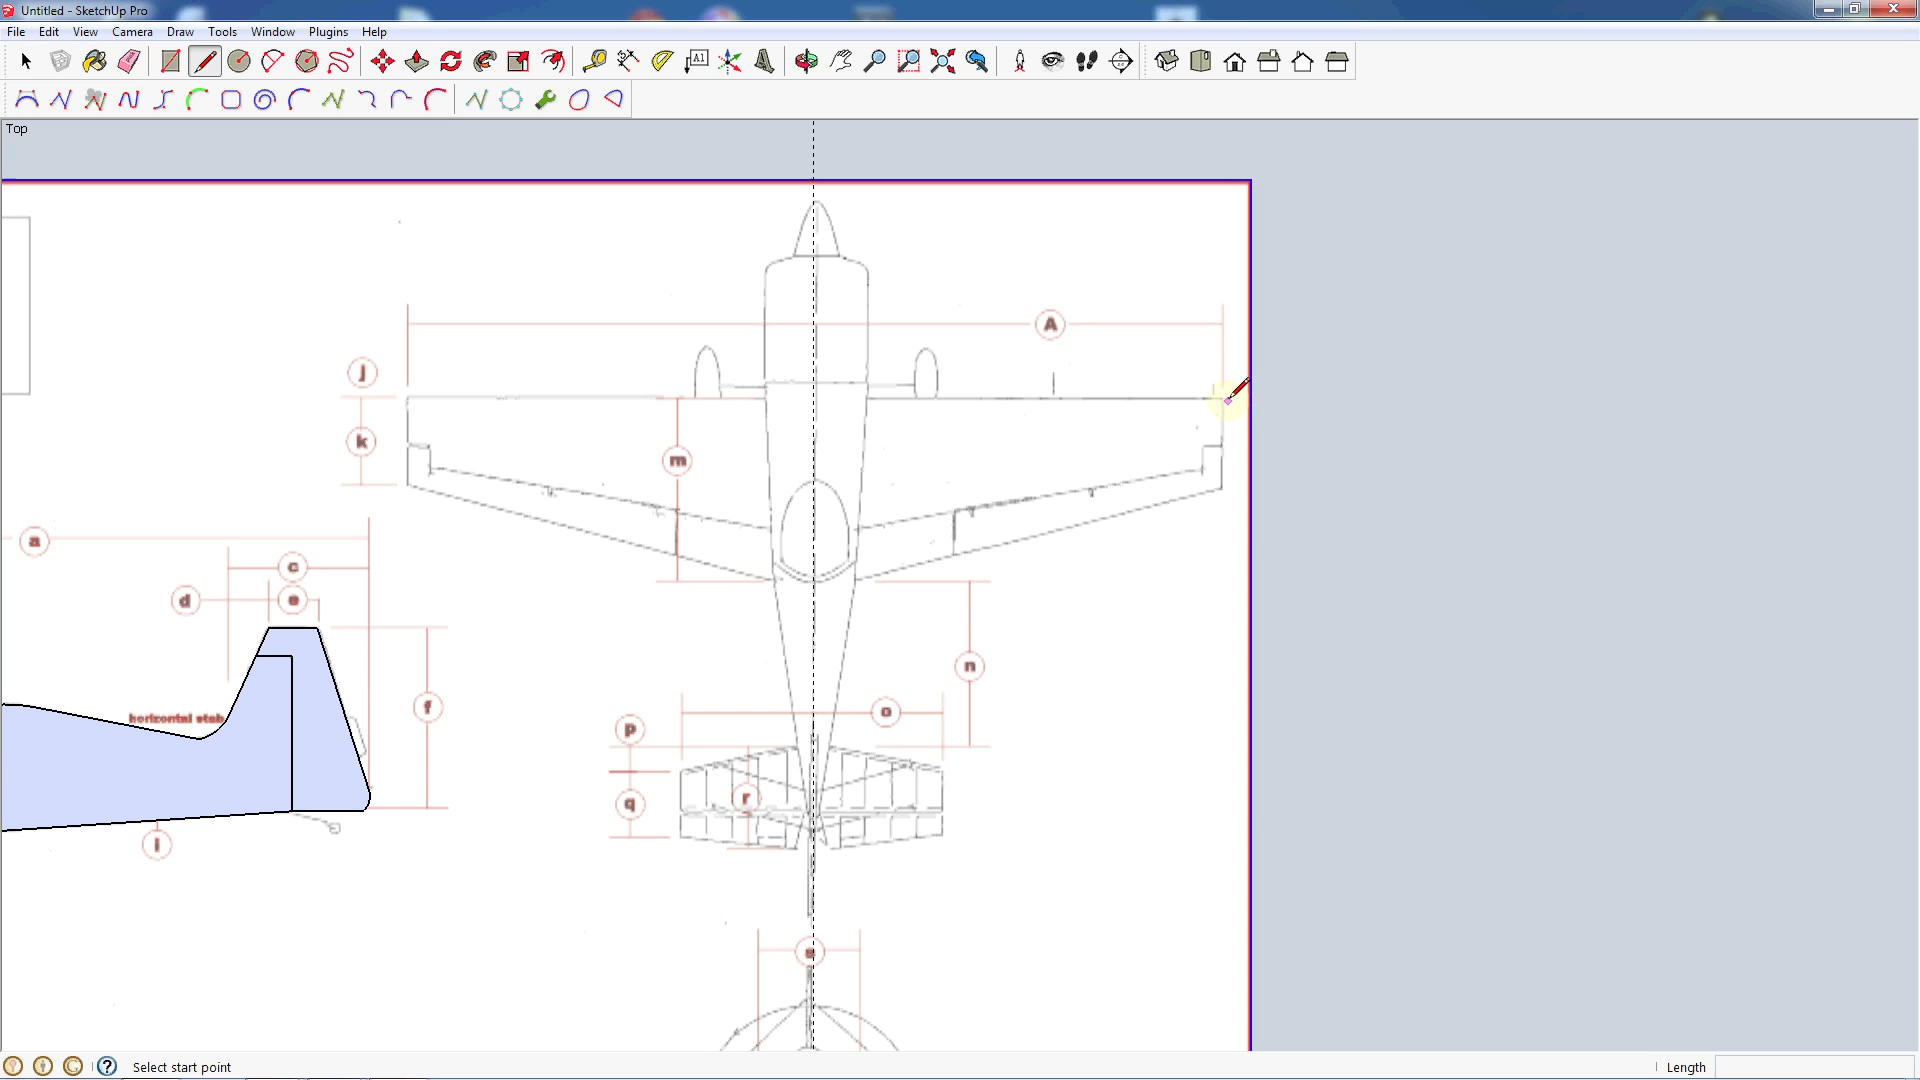 Untitled - SketchUp Pro
File Edit View Camera Draw Tools Window Plugins Help
A1
Top
A
j
k
m
a
c
d e
horizontal stab
f
n
o
p
q
r
i
Select start point
Length